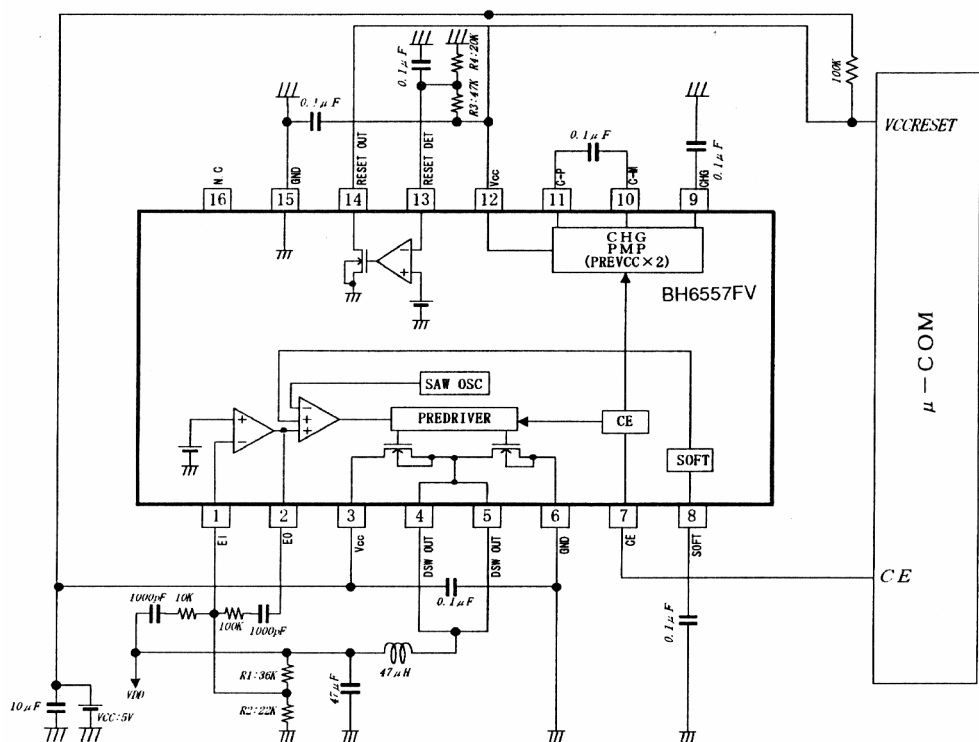 0.1μF
R4:20K
R3:47K
0.1μF
100K
VCCRESET
0.1μF
0.1μF
N.C
GND
RESET OUT
RESET DET
Vcc
C-P
C-M
CHG
16
15
14
13
12
11
10
9
CHG
PMP
(PREVCC×2)
BH6557FV
μ-COM
SAW OSC
PREDRIVER
CE
SOFT
1
2
3
4
5
6
7
8
EI
EO
Vcc
DSW OUT
DSW OUT
GND
CE
SOFT
CE
1000pF
10K
100K
1000pF
0.1μF
0.1μF
VDD
R1:36K
47μF
47μH
R2:22K
10μF
VCC:5V